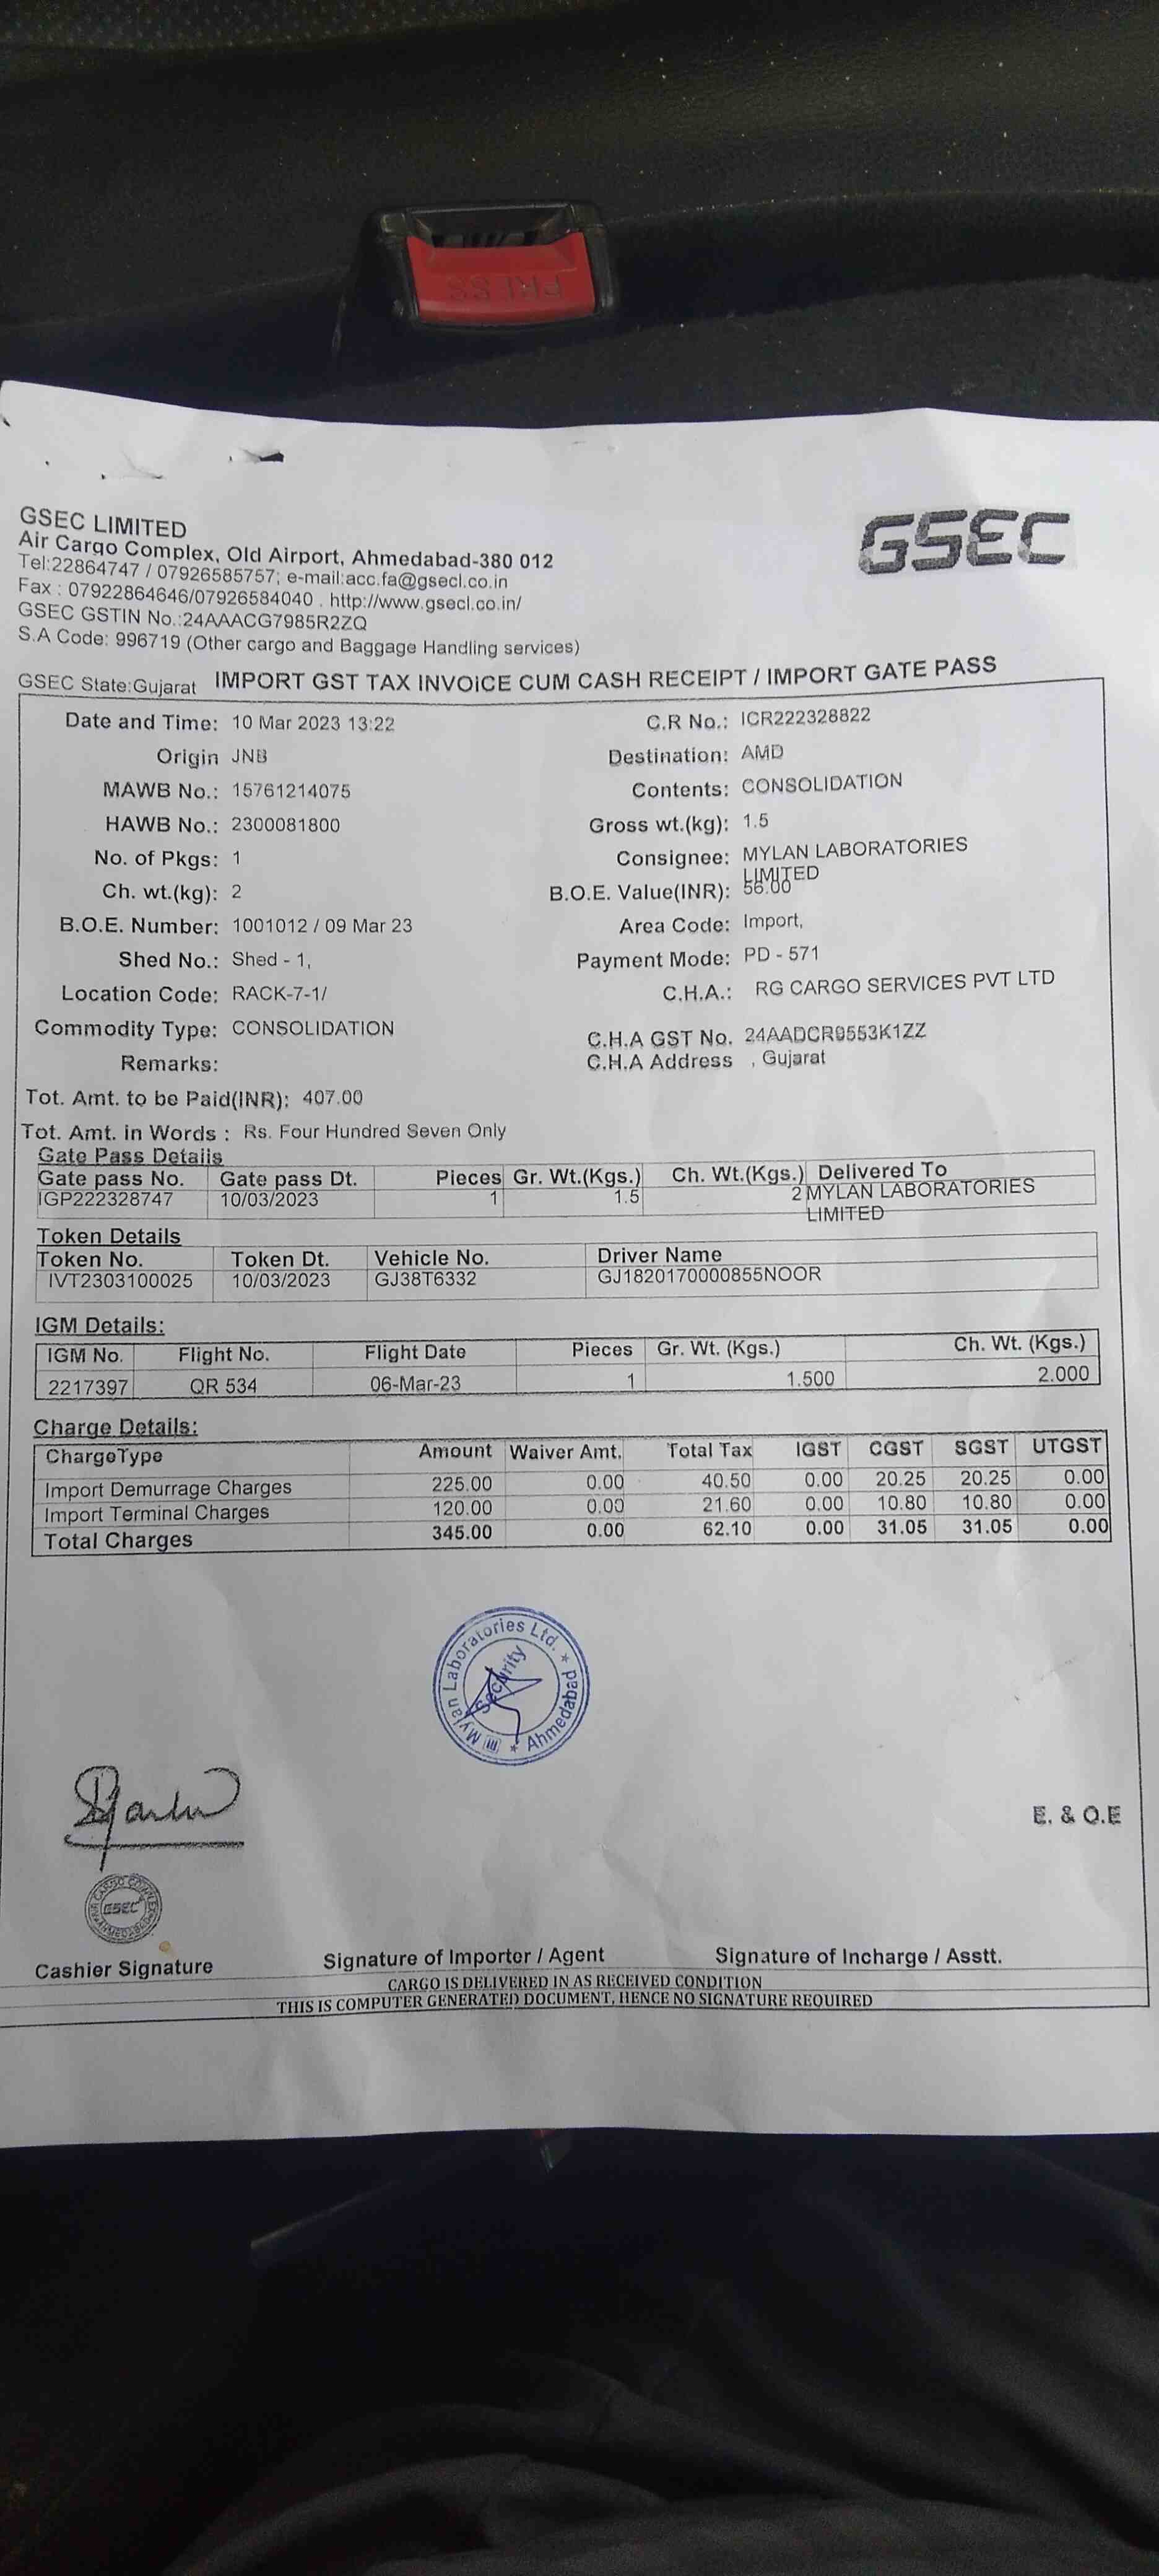 PRESS
GSEC LIMITED
Air Cargo Complex, Old Airport, Ahmedabad-380 012
Tel:22864747 / 07926585757; e-mail:acc.fa@gsecl.co.in
Fax : 07922864646/07926584040 . http://www.gsecl.co.in/
GSEC GSTIN No.:24AAACG7985R2ZQ
S.A Code: 996719 (Other cargo and Baggage Handling services)
GSEC
GSEC State:Gujarat IMPORT GST TAX INVOICE CUM CASH RECEIPT / IMPORT GATE PASS
Date and Time: 10 Mar 2023 13:22 C.R No.: ICR222328822
Origin JNB Destination: AMD
MAWB No.: 15761214075 Contents: CONSOLIDATION
HAWB No.: 2300081800 Gross wt.(kg): 1.5
No. of Pkgs: 1 Consignee: MYLAN LABORATORIES
LIMITED
Ch. wt.(kg): 2 B.O.E. Value(INR): 56.00
B.O.E. Number: 1001012 / 09 Mar 23 Area Code: Import,
Shed No.: Shed - 1, Payment Mode: PD - 571
Location Code: RACK-7-1/ C.H.A.: RG CARGO SERVICES PVT LTD
Commodity Type: CONSOLIDATION C.H.A GST No. 24AADCR9553K1ZZ
Remarks: C.H.A Address , Gujarat
Tot. Amt. to be Paid(INR): 407.00
Tot. Amt. in Words : Rs. Four Hundred Seven Only
Gate Pass Details
Gate pass No. Gate pass Dt. Pieces Gr. Wt.(Kgs.) Ch. Wt.(Kgs.) Delivered To
IGP222328747 10/03/2023 1 1.5 2 MYLAN LABORATORIES
LIMITED
Token Details
Token No. Token Dt. Vehicle No. Driver Name
IVT2303100025 10/03/2023 GJ38T6332 GJ1820170000855NOOR
IGM Details:
IGM No. Flight No. Flight Date Pieces Gr. Wt. (Kgs.) Ch. Wt. (Kgs.)
2217397 QR 534 06-Mar-23 1 1.500 2.000
Charge Details:
ChargeType Amount Waiver Amt. Total Tax IGST CGST SGST UTGST
Import Demurrage Charges 225.00 0.00 40.50 0.00 20.25 20.25 0.00
Import Terminal Charges 120.00 0.00 21.60 0.00 10.80 10.80 0.00
Total Charges 345.00 0.00 62.10 0.00 31.05 31.05 0.00
Mylan Laboratories Ltd. * Ahmedabad *
Security
E. & O.E
AIR CARGO COMPLEX
GSEC
AHMEDABAD
Cashier Signature Signature of Importer / Agent Signature of Incharge / Asstt.
CARGO IS DELIVERED IN AS RECEIVED CONDITION
THIS IS COMPUTER GENERATED DOCUMENT, HENCE NO SIGNATURE REQUIRED